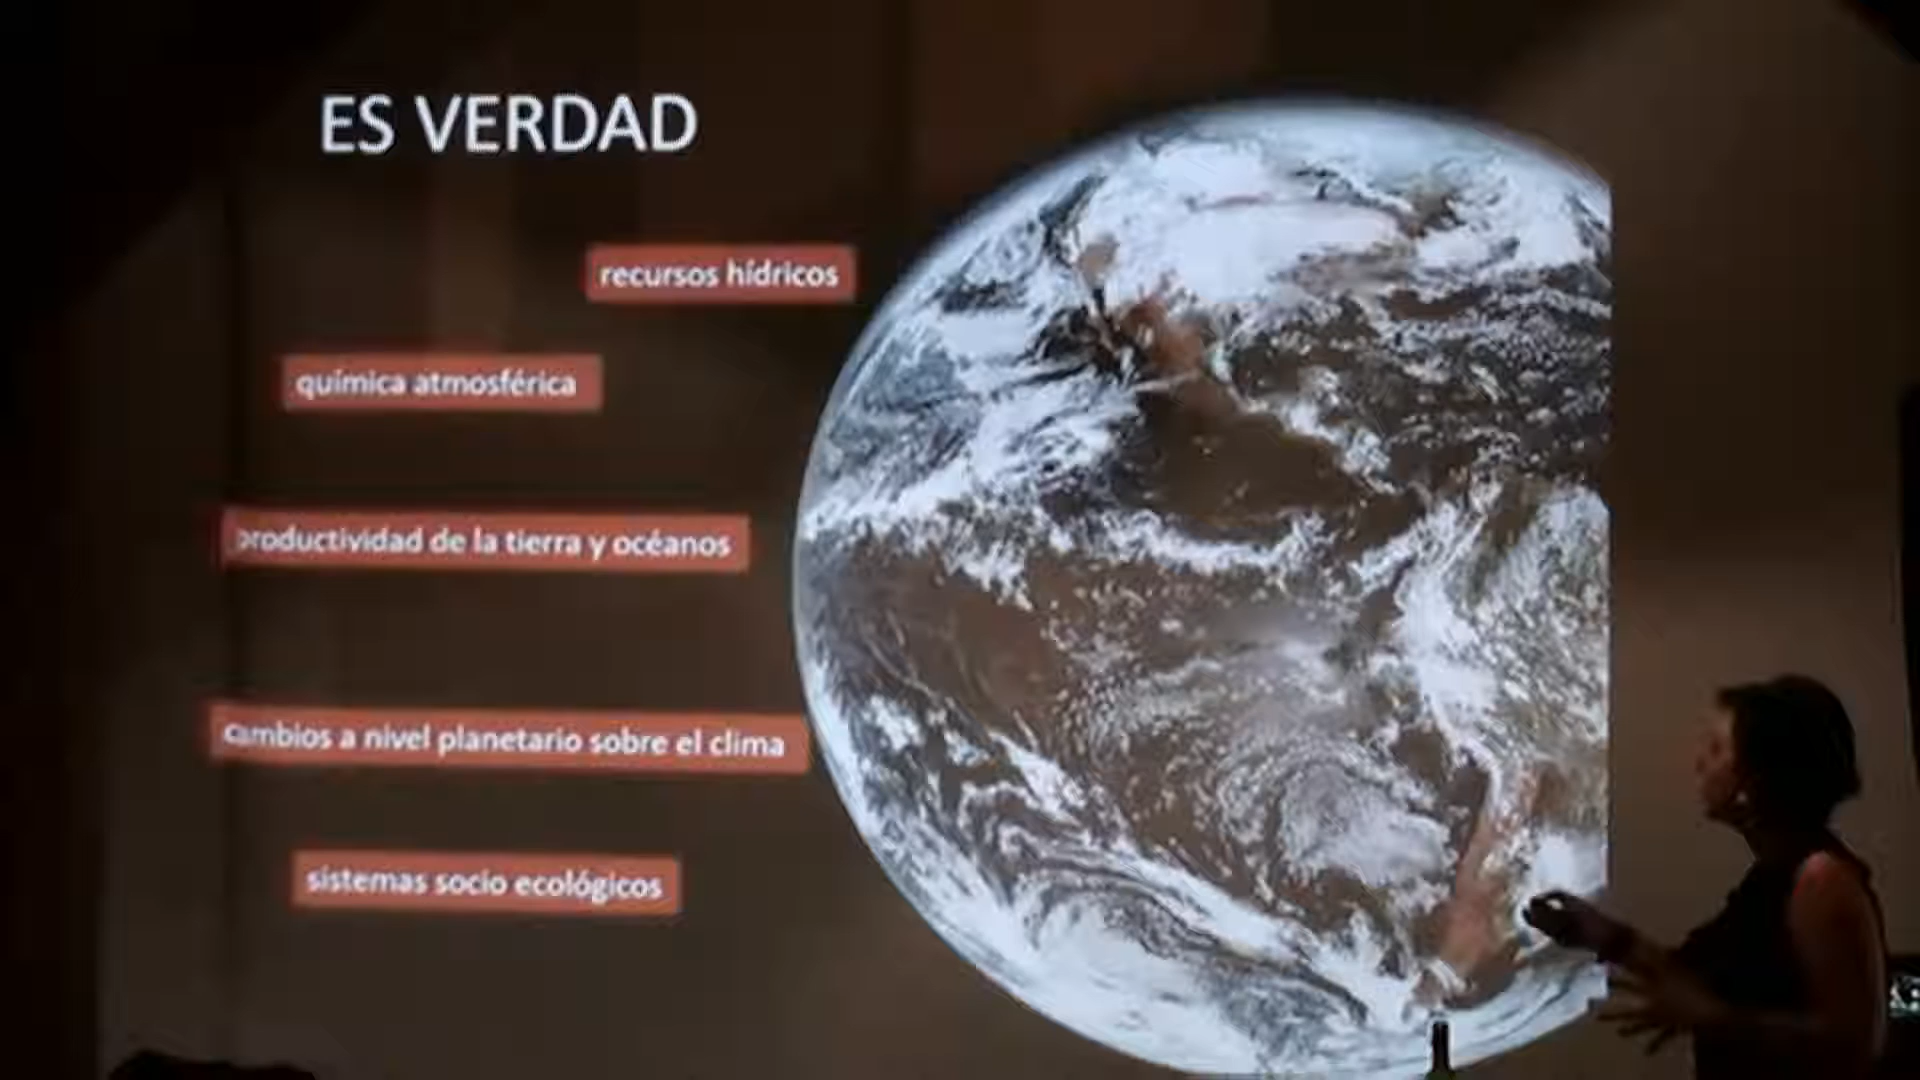 ES VERDAD
recursos hídricos
química atmosférica
productividad de la tierra y océanos
cambios a nivel planetario sobre el clima
sistemas socio ecológicos